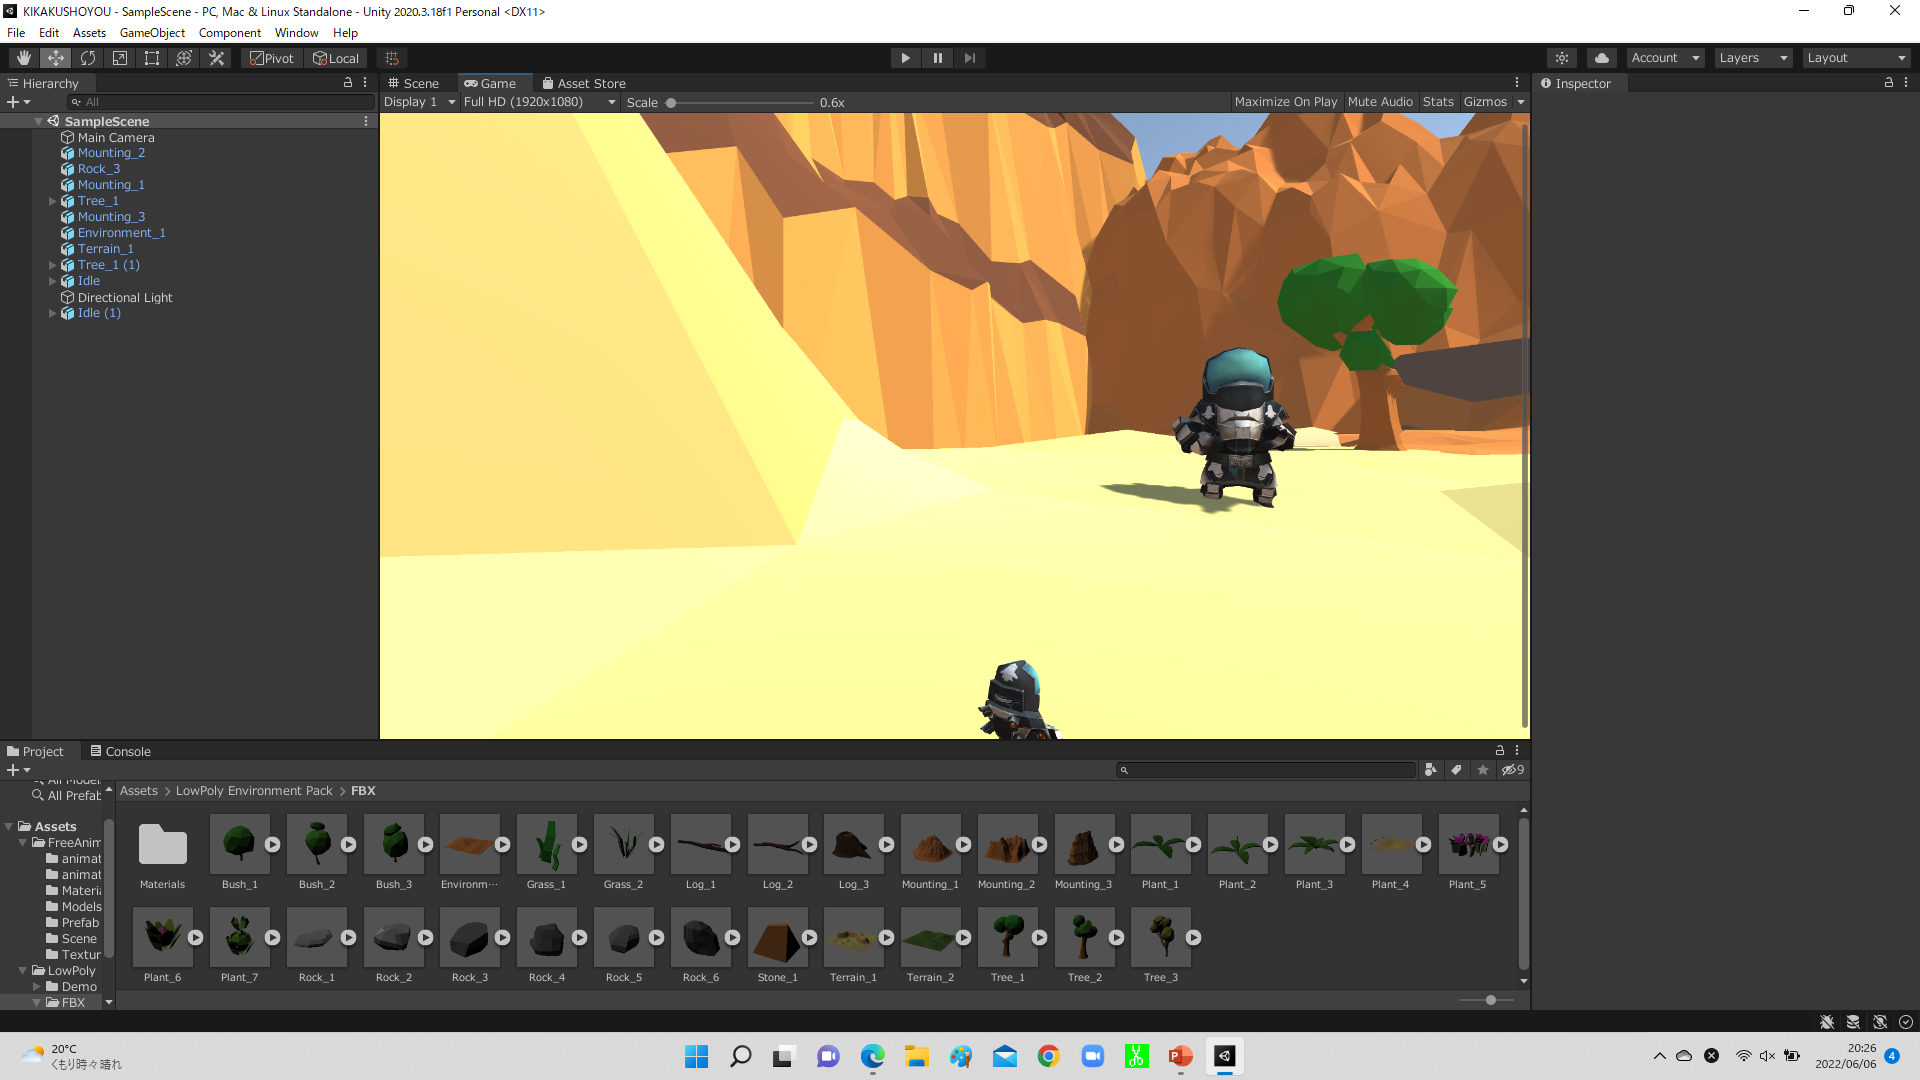 KIKAKUSHOYOU - SampleScene - PC, Mac & Linux Standalone - Unity 2020.3.18f1 Personal <DX11>
File Edit Assets GameObject Component Window Help
Pivot Local Account Layers Layout
Hierarchy
All
SampleScene
Main Camera
Mounting_2
Rock_3
Mounting_1
Tree_1
Mounting_3
Environment_1
Terrain_1
Tree_1 (1)
Idle
Directional Light
Idle (1)
Scene Game Asset Store
Display 1 Full HD (1920x1080) Scale 0.6x Maximize On Play Mute Audio Stats Gizmos
Inspector
Project Console
9
All Model
All Prefab
Assets
FreeAnim
animat
animat
Materia
Models
Prefab
Scene
Textur
LowPoly
Demo
FBX
Assets > LowPoly Environment Pack > FBX
Materials Bush_1 Bush_2 Bush_3 Environm... Grass_1 Grass_2 Log_1 Log_2 Log_3 Mounting_1 Mounting_2 Mounting_3 Plant_1 Plant_2 Plant_3 Plant_4 Plant_5
Plant_6 Plant_7 Rock_1 Rock_2 Rock_3 Rock_4 Rock_5 Rock_6 Stone_1 Terrain_1 Terrain_2 Tree_1 Tree_2 Tree_3
20°C
くもり時々晴れ
20:26
2022/06/06
4